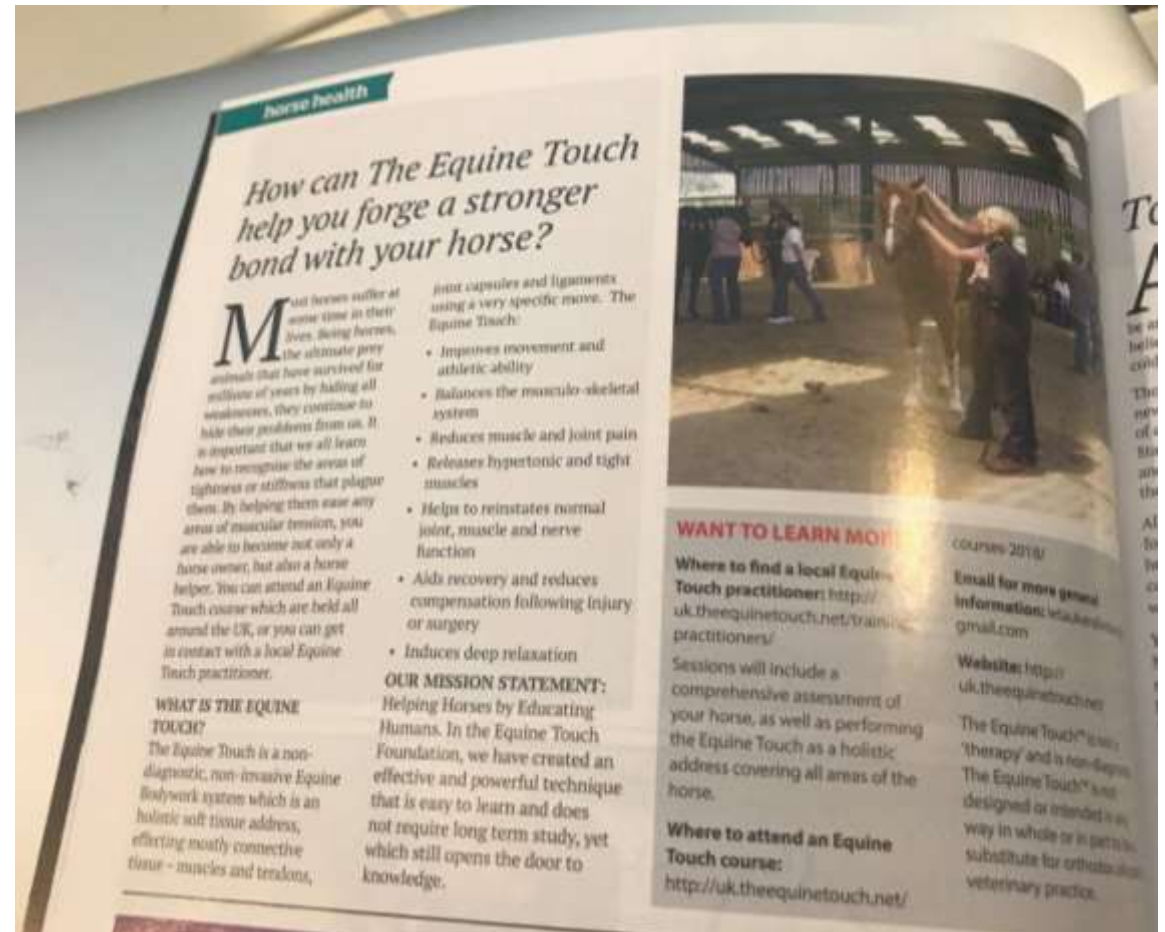 horse health
How can The Equine Touch
help you forge a stronger
bond with your horse?
Most horses suffer at
some time in their
lives. Being horses,
the ultimate prey
animals that have survived for
millions of years by hiding all
weaknesses, they continue to
hide their problems from us. It
is important that we all learn
how to recognise the areas of
tightness or stiffness that plague
them. By helping them ease any
areas of muscular tension, you
are able to become not only a
horse owner, but also a horse
helper. You can attend an Equine
Touch course which are held all
around the UK, or you can get
in contact with a local Equine
Touch practitioner.
WHAT IS THE EQUINE
TOUCH?
The Equine Touch is a non-
diagnostic, non-invasive Equine
Bodywork system which is an
holistic soft tissue address,
effecting mostly connective
tissue – muscles and tendons,
joint capsules and ligaments
using a very specific move. The
Equine Touch:
• Improves movement and
athletic ability
• Balances the musculo-skeletal
system
• Reduces muscle and joint pain
• Releases hypertonic and tight
muscles
• Helps to reinstates normal
joint, muscle and nerve
function
• Aids recovery and reduces
compensation following injury
or surgery
• Induces deep relaxation
OUR MISSION STATEMENT:
Helping Horses by Educating
Humans. In the Equine Touch
Foundation, we have created an
effective and powerful technique
that is easy to learn and does
not require long term study, yet
which still opens the door to
knowledge.
WANT TO LEARN
Where to find a local Equine
Touch practitioner: http://
uk.theequinetouch.net/training
practitioners/
Sessions will include a
comprehensive assessment of
your horse, as well as performing
the Equine Touch as a holistic
address covering all areas of the
horse.
Where to attend an Equine
Touch course:
http://uk.theequinetouch.net/
courses 2018/
Email for more general
information:
gmail.com
Website: http://
uk.theequinetouch.net
The Equine Touch™ is not a
'therapy' and is non-
The Equine Touch™ is not
designed or intended in any
way in whole or in part to be
substitute for orthodox
veterinary practice.